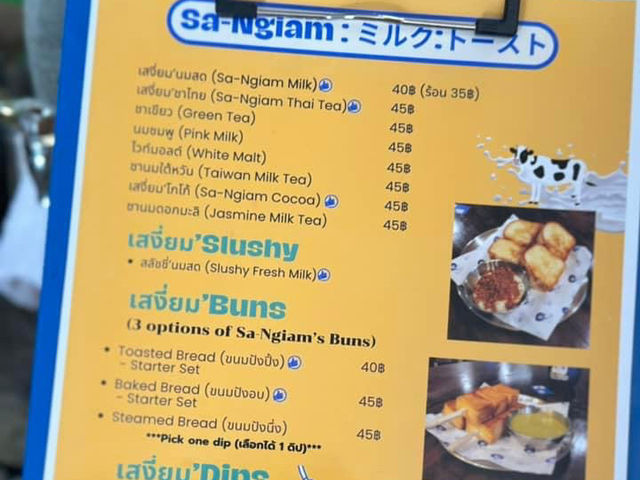 Sa-Ngiam : ミルク:トースト
เสงี่ยม'นมสด (Sa-Ngiam Milk) 40฿ (ร้อน 35฿)
เสงี่ยม'ชาไทย (Sa-Ngiam Thai Tea) 45฿
ชาเขียว (Green Tea) 45฿
นมชมพู (Pink Milk) 45฿
ไวท์มอลต์ (White Malt) 45฿
ชานมไต้หวัน (Taiwan Milk Tea) 45฿
เสงี่ยม'โกโก้ (Sa-Ngiam Cocoa) 45฿
ชานมดอกมะลิ (Jasmine Milk Tea) 45฿
เสงี่ยม'Slushy
• สลัชชี่'นมสด (Slushy Fresh Milk)
เสงี่ยม'Buns
(3 options of Sa-Ngiam's Buns)
• Toasted Bread (ขนมปังปิ้ง) 40฿
- Starter Set
• Baked Bread (ขนมปังอบ) 45฿
- Starter Set
• Steamed Bread (ขนมปังนึ่ง) 45฿
***Pick one dip (เลือกได้ 1 ดิป)***
เสงี่ยม'Dips